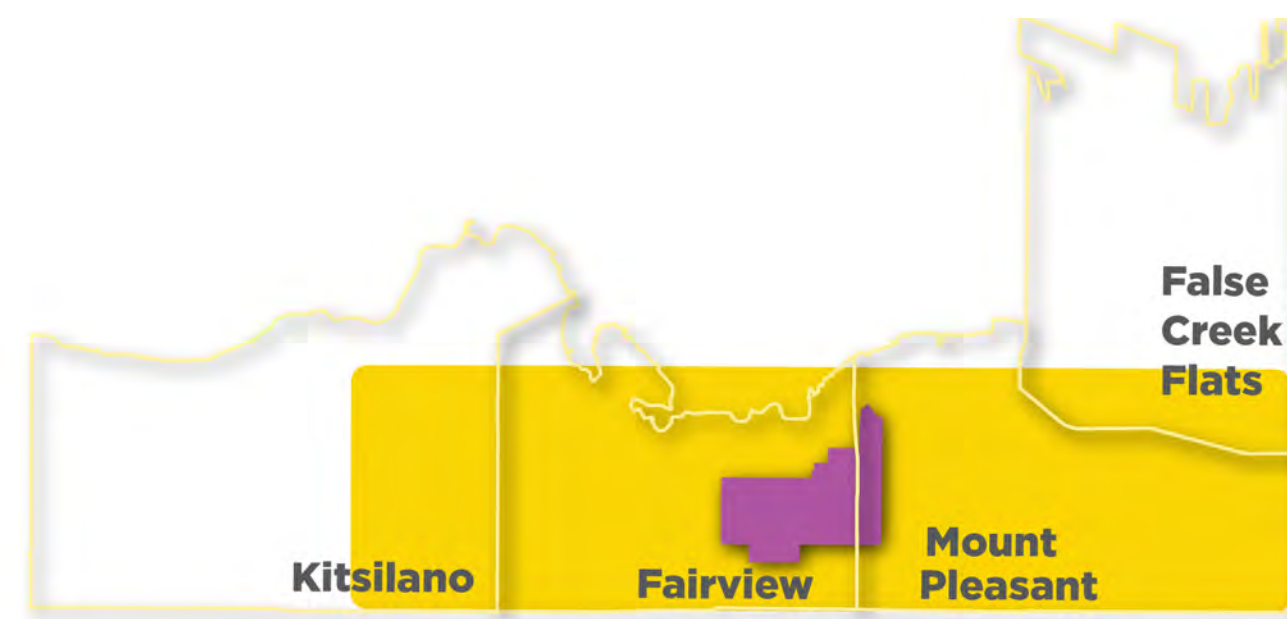 False
Creek
Flats
Kitsilano
Fairview
Mount
Pleasant